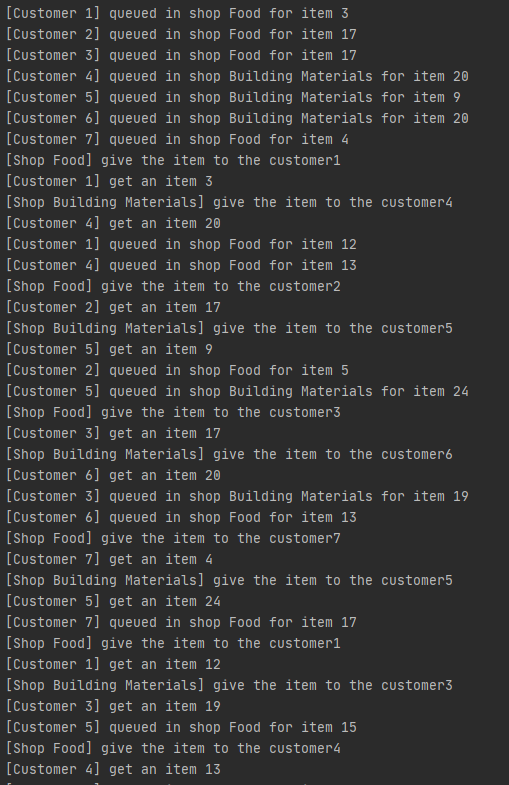 [Customer 1] queued in shop Food for item 3
[Customer 2] queued in shop Food for item 17
[Customer 3] queued in shop Food for item 17
[Customer 4] queued in shop Building Materials for item 20
[Customer 5] queued in shop Building Materials for item 9
[Customer 6] queued in shop Building Materials for item 20
[Customer 7] queued in shop Food for item 4
[Shop Food] give the item to the customer1
[Customer 1] get an item 3
[Shop Building Materials] give the item to the customer4
[Customer 4] get an item 20
[Customer 1] queued in shop Food for item 12
[Customer 4] queued in shop Food for item 13
[Shop Food] give the item to the customer2
[Customer 2] get an item 17
[Shop Building Materials] give the item to the customer5
[Customer 5] get an item 9
[Customer 2] queued in shop Food for item 5
[Customer 5] queued in shop Building Materials for item 24
[Shop Food] give the item to the customer3
[Customer 3] get an item 17
[Shop Building Materials] give the item to the customer6
[Customer 6] get an item 20
[Customer 3] queued in shop Building Materials for item 19
[Customer 6] queued in shop Food for item 13
[Shop Food] give the item to the customer7
[Customer 7] get an item 4
[Shop Building Materials] give the item to the customer5
[Customer 5] get an item 24
[Customer 7] queued in shop Food for item 17
[Shop Food] give the item to the customer1
[Customer 1] get an item 12
[Shop Building Materials] give the item to the customer3
[Customer 3] get an item 19
[Customer 5] queued in shop Food for item 15
[Shop Food] give the item to the customer4
[Customer 4] get an item 13